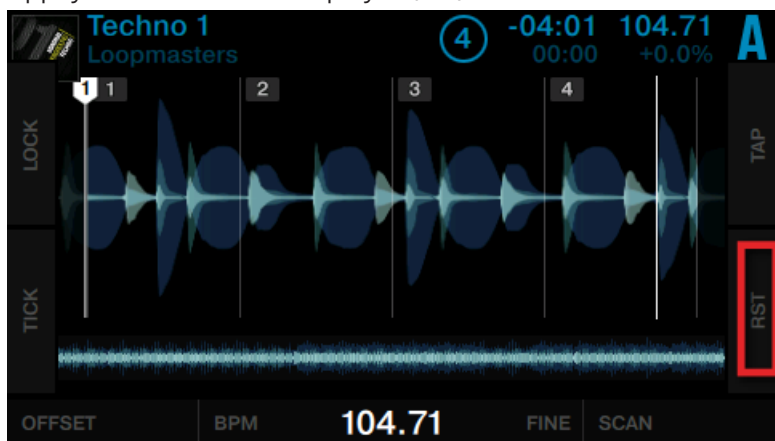 Techno 1
Loopmasters
4
-04:01
00:00
104.71
+0.0%
A
1 1 2 3 4
LOCK
TAP
TICK
RST
OFFSET BPM 104.71 FINE SCAN